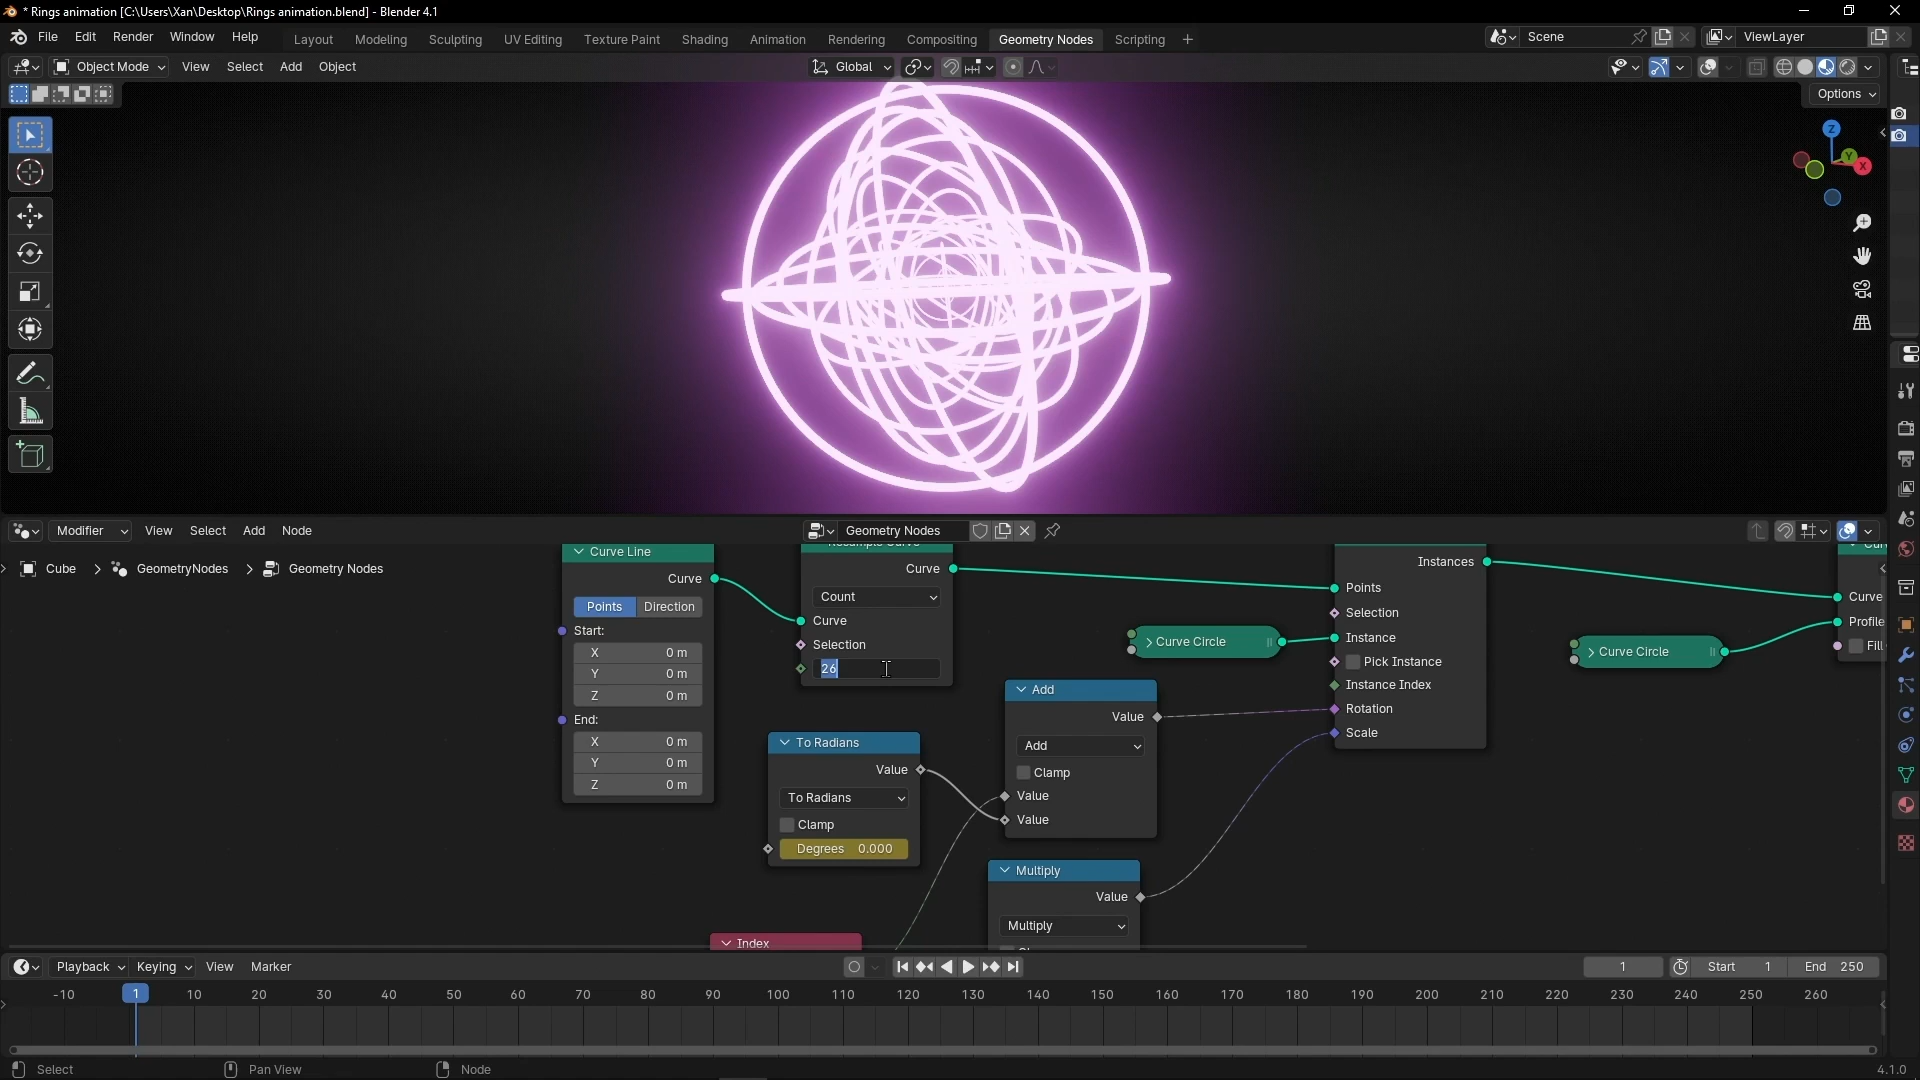 * Rings animation [C:\Users\Xan\Desktop\Rings animation.blend] - Blender 4.1
File Edit Render Window Help Layout Modeling Sculpting UV Editing Texture Paint Shading Animation Rendering Compositing Geometry Nodes Scripting + Scene ViewLayer
Object Mode View Select Add Object Global
Options
Z
Y
X
Modifier View Select Add Node Geometry Nodes
Cube > GeometryNodes > Geometry Nodes
Curve Line
Curve
Points Direction
Start:
X 0 m
Y 0 m
Z 0 m
End:
X 0 m
Y 0 m
Z 0 m
Resample Curve
Curve
Count
Curve
Selection
26
To Radians
Value
To Radians
Clamp
Degrees 0.000
Index
Add
Value
Add
Clamp
Value
Value
Multiply
Value
Multiply
Curve Circle
Instances
Points
Selection
Instance
Pick Instance
Instance Index
Rotation
Scale
Curve Circle
Curve
Profile
Fill
Playback Keying View Marker 1 Start 1 End 250
-10 1 10 20 30 40 50 60 70 80 90 100 110 120 130 140 150 160 170 180 190 200 210 220 230 240 250 260
Select Pan View Node 4.1.0